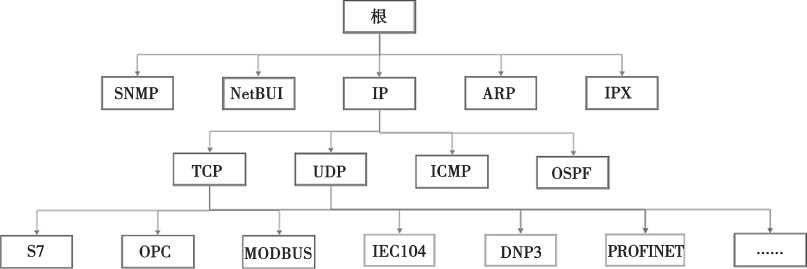 根
SNMP
NetBUI
IP
ARP
IPX
TCP
UDP
ICMP
OSPF
S7
OPC
MODBUS
IEC104
DNP3
PROFINET
......